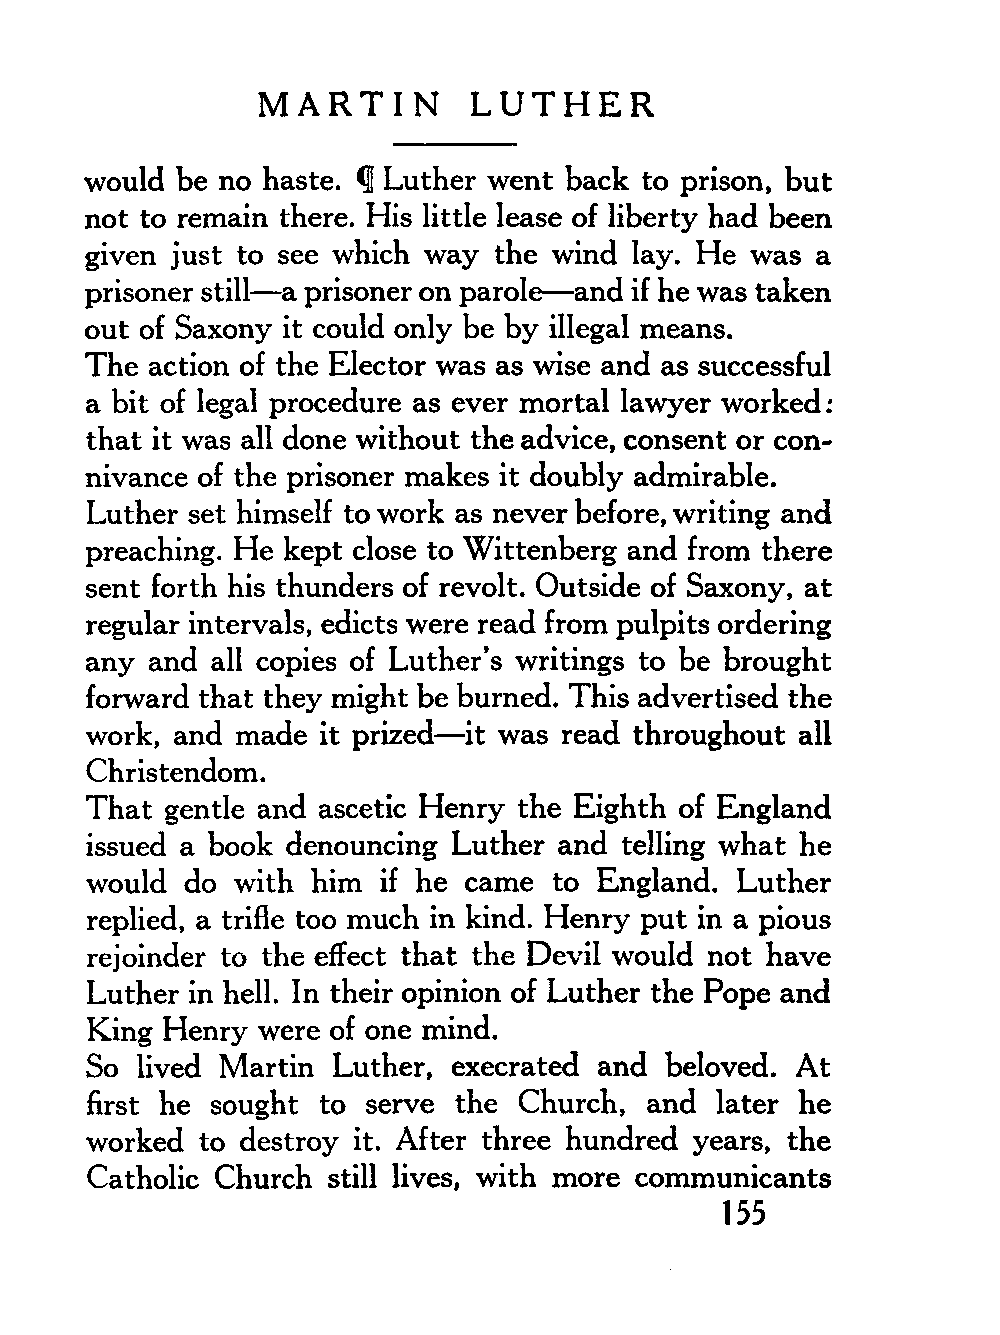 MARTIN LUTHER
would be no haste. ¶ Luther went back to prison, but
not to remain there. His little lease of liberty had been
given just to see which way the wind lay. He was a
prisoner still—a prisoner on parole—and if he was taken
out of Saxony it could only be by illegal means.
The action of the Elector was as wise and as successful
a bit of legal procedure as ever mortal lawyer worked:
that it was all done without the advice, consent or con-
nivance of the prisoner makes it doubly admirable.
Luther set himself to work as never before, writing and
preaching. He kept close to Wittenberg and from there
sent forth his thunders of revolt. Outside of Saxony, at
regular intervals, edicts were read from pulpits ordering
any and all copies of Luther's writings to be brought
forward that they might be burned. This advertised the
work, and made it prized—it was read throughout all
Christendom.
That gentle and ascetic Henry the Eighth of England
issued a book denouncing Luther and telling what he
would do with him if he came to England. Luther
replied, a trifle too much in kind. Henry put in a pious
rejoinder to the effect that the Devil would not have
Luther in hell. In their opinion of Luther the Pope and
King Henry were of one mind.
So lived Martin Luther, execrated and beloved. At
first he sought to serve the Church, and later he
worked to destroy it. After three hundred years, the
Catholic Church still lives, with more communicants
155